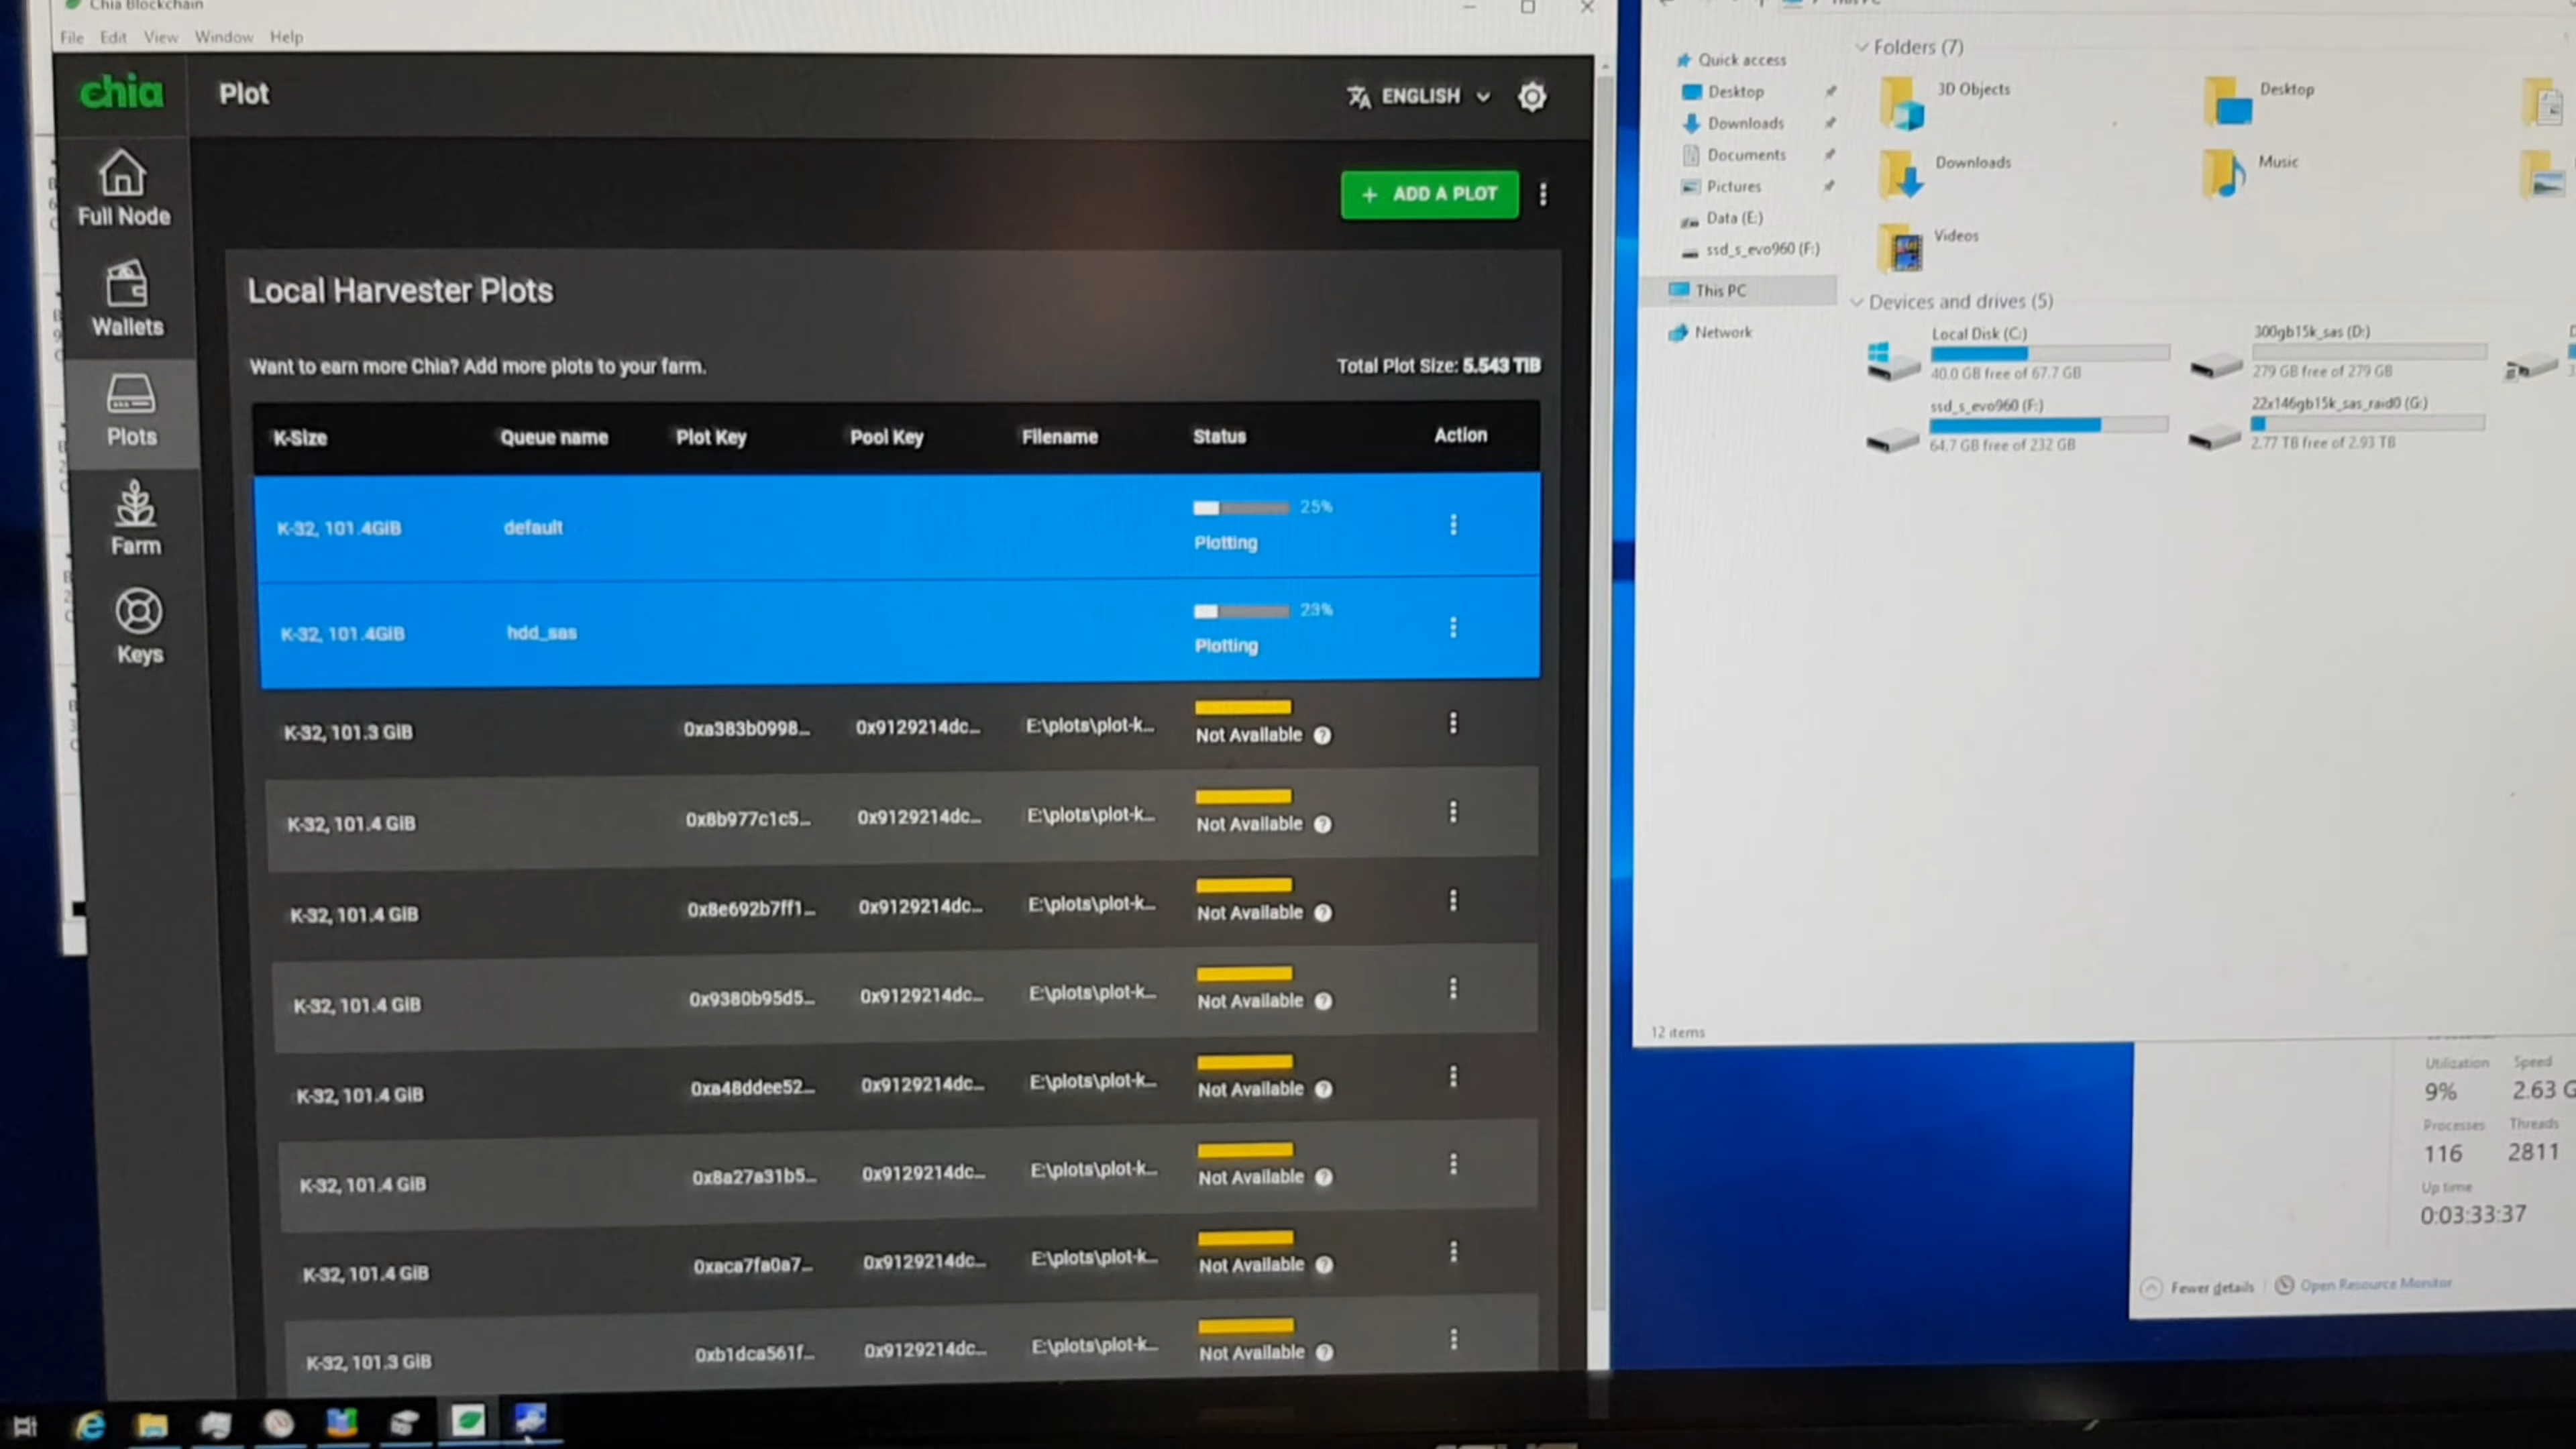 Chia Blockchain
File Edit View Window Help
chia
Plot
ENGLISH
Full Node
Wallets
Plots
Farm
Keys
+ ADD A PLOT
Local Harvester Plots
Want to earn more Chia? Add more plots to your farm.
Total Plot Size: 5.543 TiB
K-Size Queue name Plot Key Pool Key Filename Status Action
K-32, 101.4GiB default 25%
Plotting
K-32, 101.4GiB hdd_sas 23%
Plotting
K-32, 101.3 GiB 0xa383b0998... 0x9129214dc... E:\plots\plot-k... Not Available
K-32, 101.4 GiB 0x8b977c1c5... 0x9129214dc... E:\plots\plot-k... Not Available
K-32, 101.4 GiB 0x8e692b7ff1... 0x9129214dc... E:\plots\plot-k... Not Available
K-32, 101.4 GiB 0x9380b95d5... 0x9129214dc... E:\plots\plot-k... Not Available
K-32, 101.4 GiB 0xa48ddee52... 0x9129214dc... E:\plots\plot-k... Not Available
K-32, 101.4 GiB 0x8a27a31b5... 0x9129214dc... E:\plots\plot-k... Not Available
K-32, 101.4 GiB 0xaca7fa0a7... 0x9129214dc... E:\plots\plot-k... Not Available
K-32, 101.3 GiB 0xb1dca561f... 0x9129214dc... E:\plots\plot-k... Not Available
This PC
Quick access
Desktop
Downloads
Documents
Pictures
Data (E:)
ssd_s_evo960 (F:)
This PC
Network
Folders (7)
3D Objects
Desktop
Downloads
Music
Videos
Devices and drives (5)
Local Disk (C:)
40.0 GB free of 67.7 GB
300gb15k_sas (D:)
279 GB free of 279 GB
ssd_s_evo960 (F:)
64.7 GB free of 232 GB
22x146gb15k_sas_raid0 (G:)
2.77 TB free of 2.93 TB
12 items
Utilization Speed
9% 2.63 G
Processes Threads
116 2811
Up time
0:03:33:37
Fewer details
Open Resource Monitor